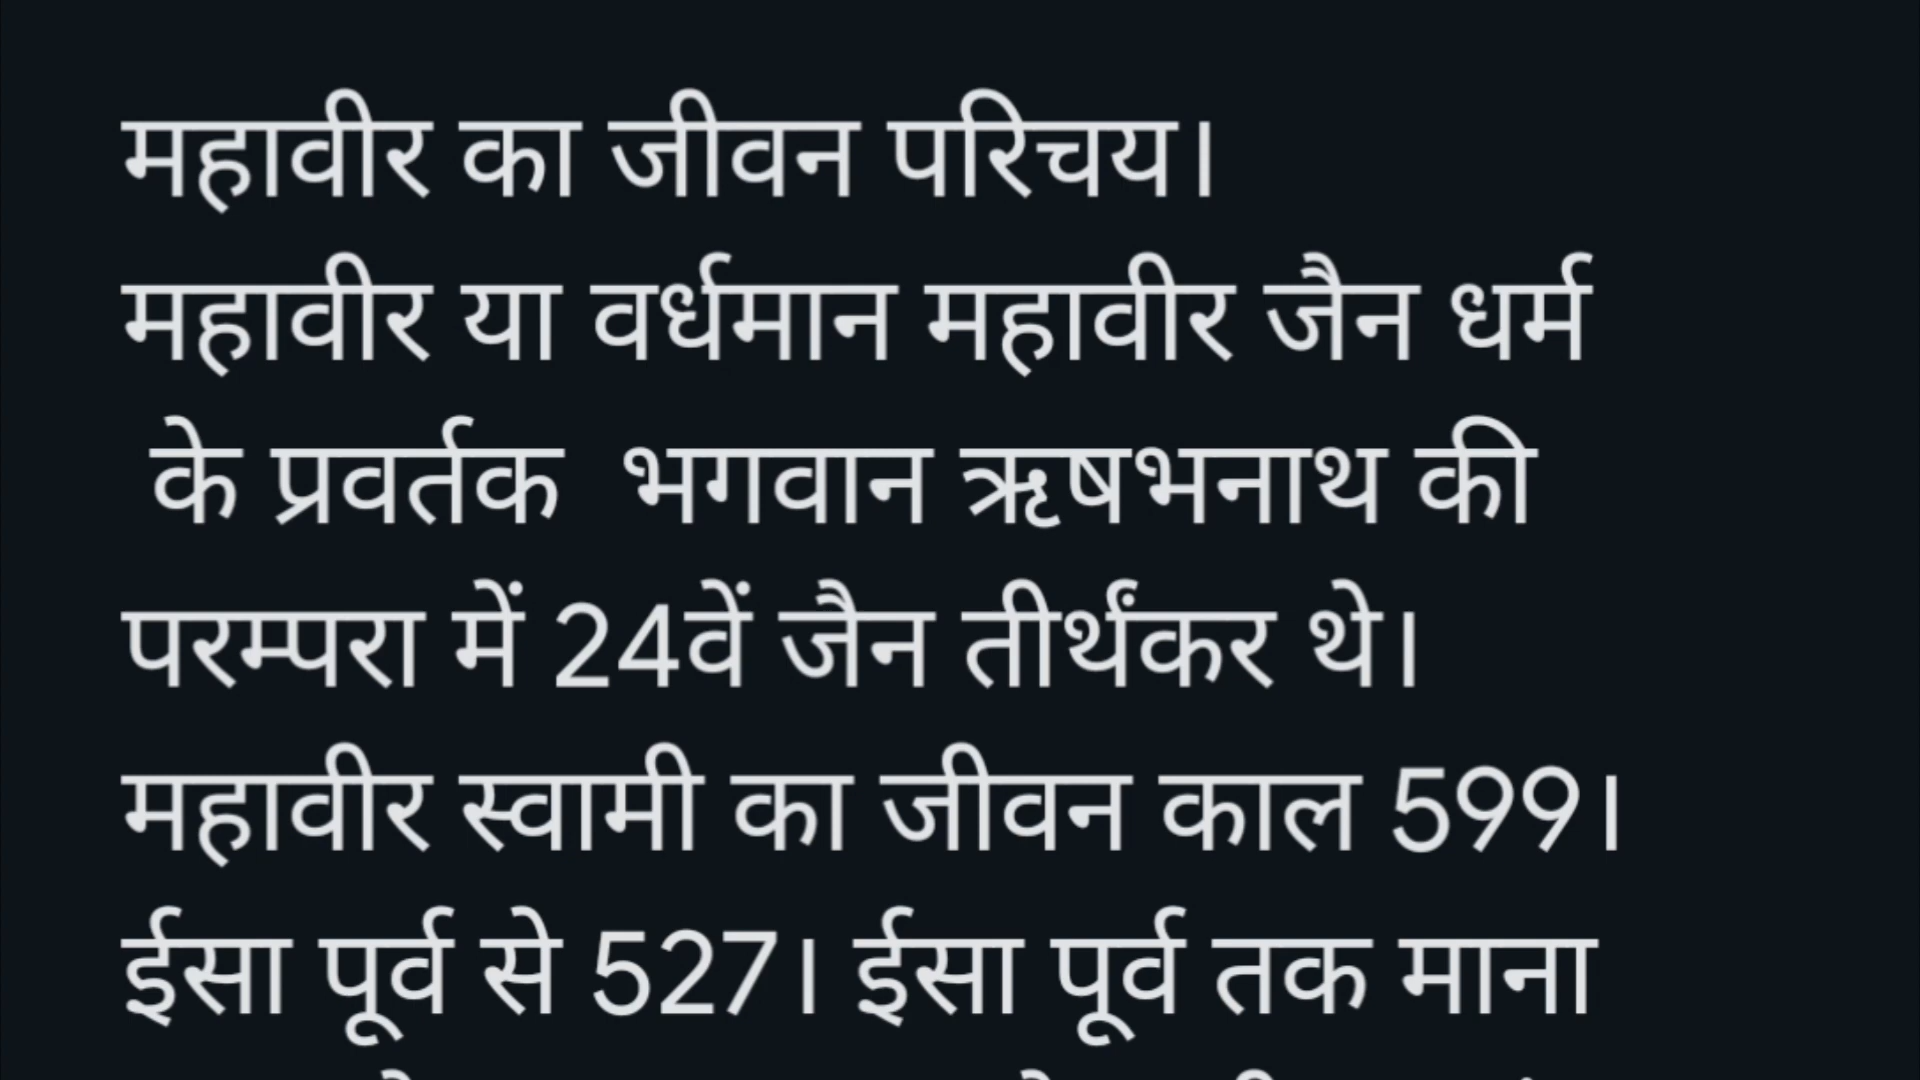 महावीर का जीवन परिचय।
महावीर या वर्धमान महावीर जैन धर्म
के प्रवर्तक  भगवान ऋषभनाथ की
परम्परा में 24वें जैन तीर्थंकर थे।
महावीर स्वामी का जीवन काल 599।
ईसा पूर्व से 527। ईसा पूर्व तक माना